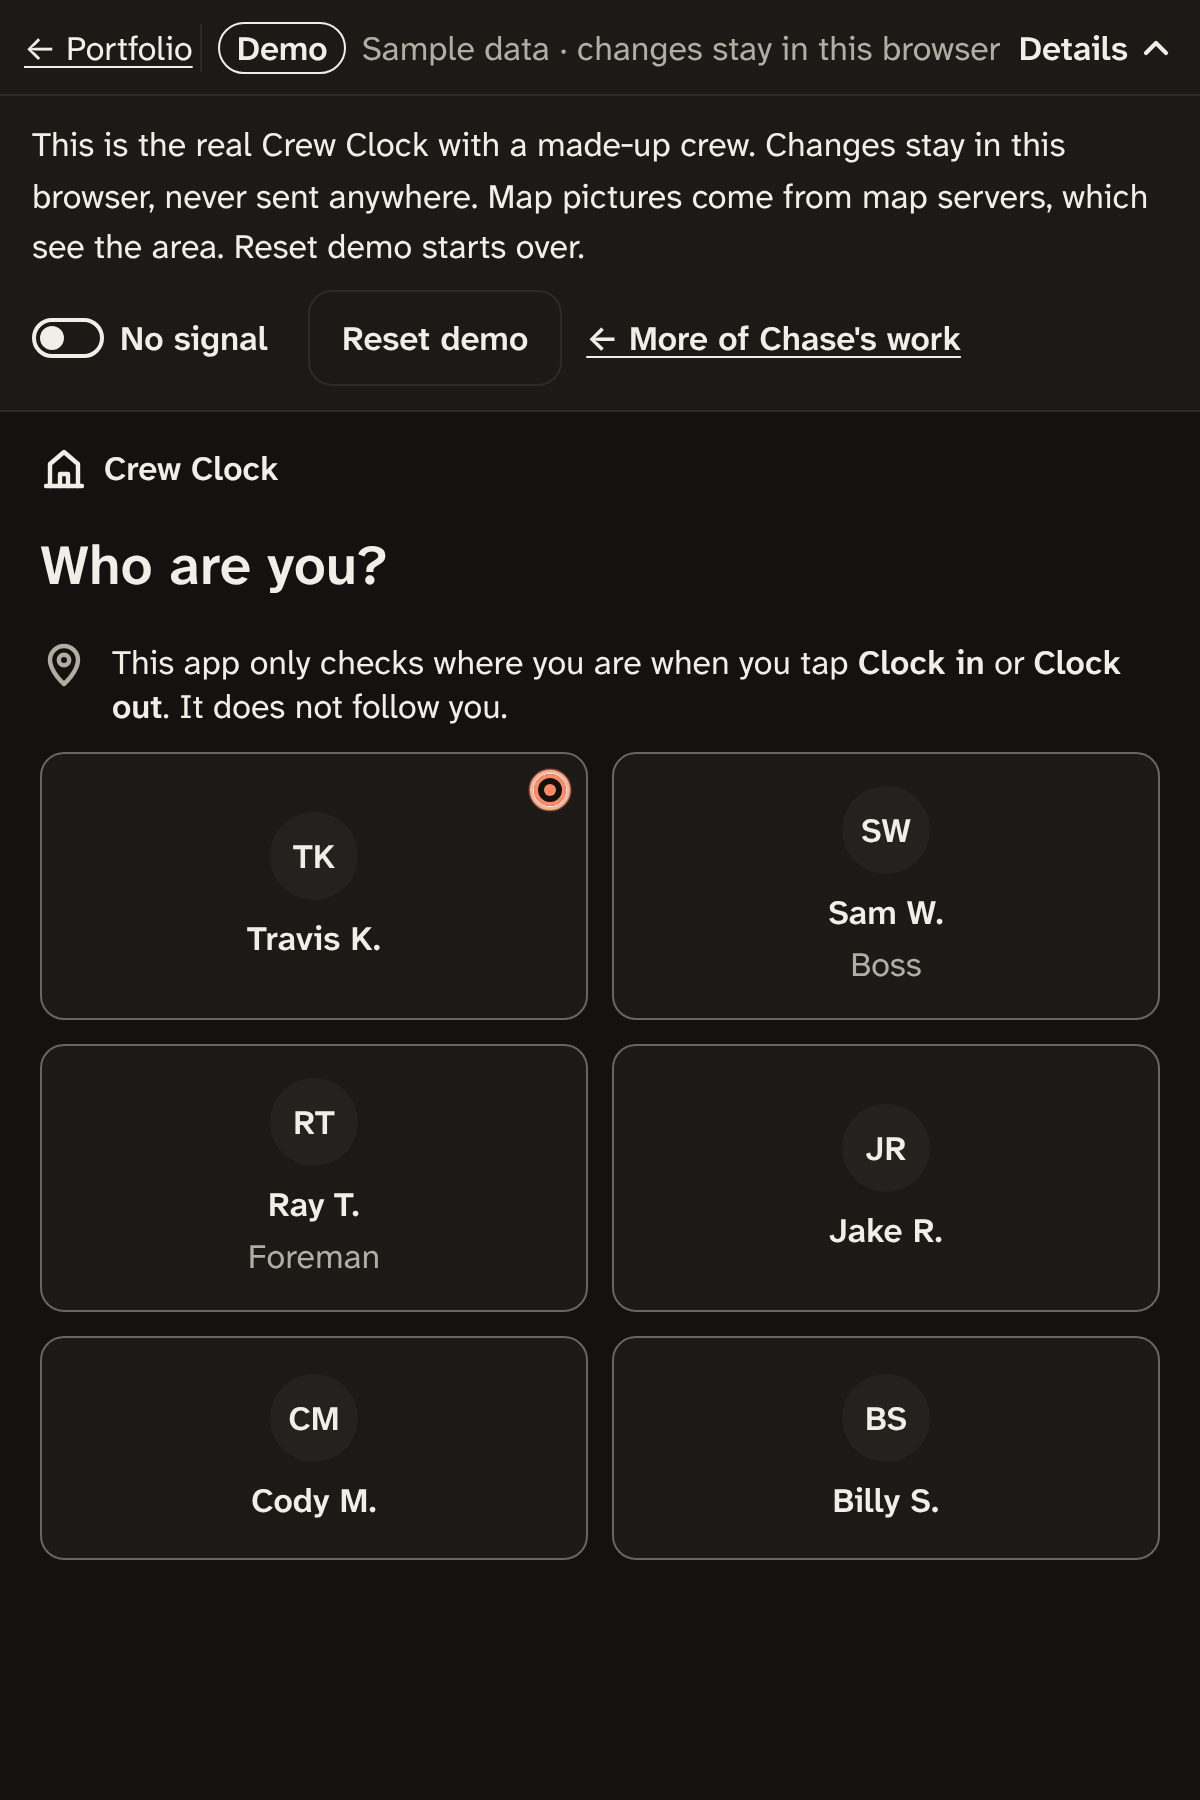 ← Portfolio
Demo
Sample data · changes stay in this browser
Details
This is the real Crew Clock with a made-up crew. Changes stay in this
browser, never sent anywhere. Map pictures come from map servers, which
see the area. Reset demo starts over.
No signal
Reset demo
← More of Chase's work
Crew Clock
Who are you?
This app only checks where you are when you tap Clock in or Clock
out. It does not follow you.
TK
Travis K.
SW
Sam W.
Boss
RT
Ray T.
Foreman
JR
Jake R.
CM
Cody M.
BS
Billy S.